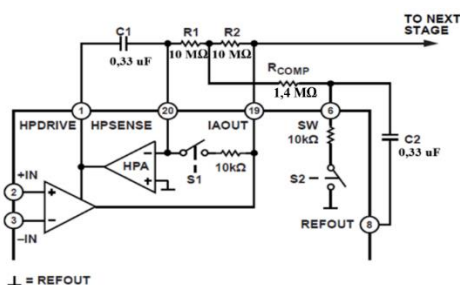 C1
R1
R2
TO NEXT
STAGE
0,33 uF
10 MΩ
10 MΩ
RCOMP
1,4 MΩ
1
20
19
6
HPDRIVE
HPSENSE
IAOUT
SW
10kΩ
C2
0,33 uF
HPA
S1
10kΩ
S2
+IN
2
3
–IN
REFOUT
8
= REFOUT